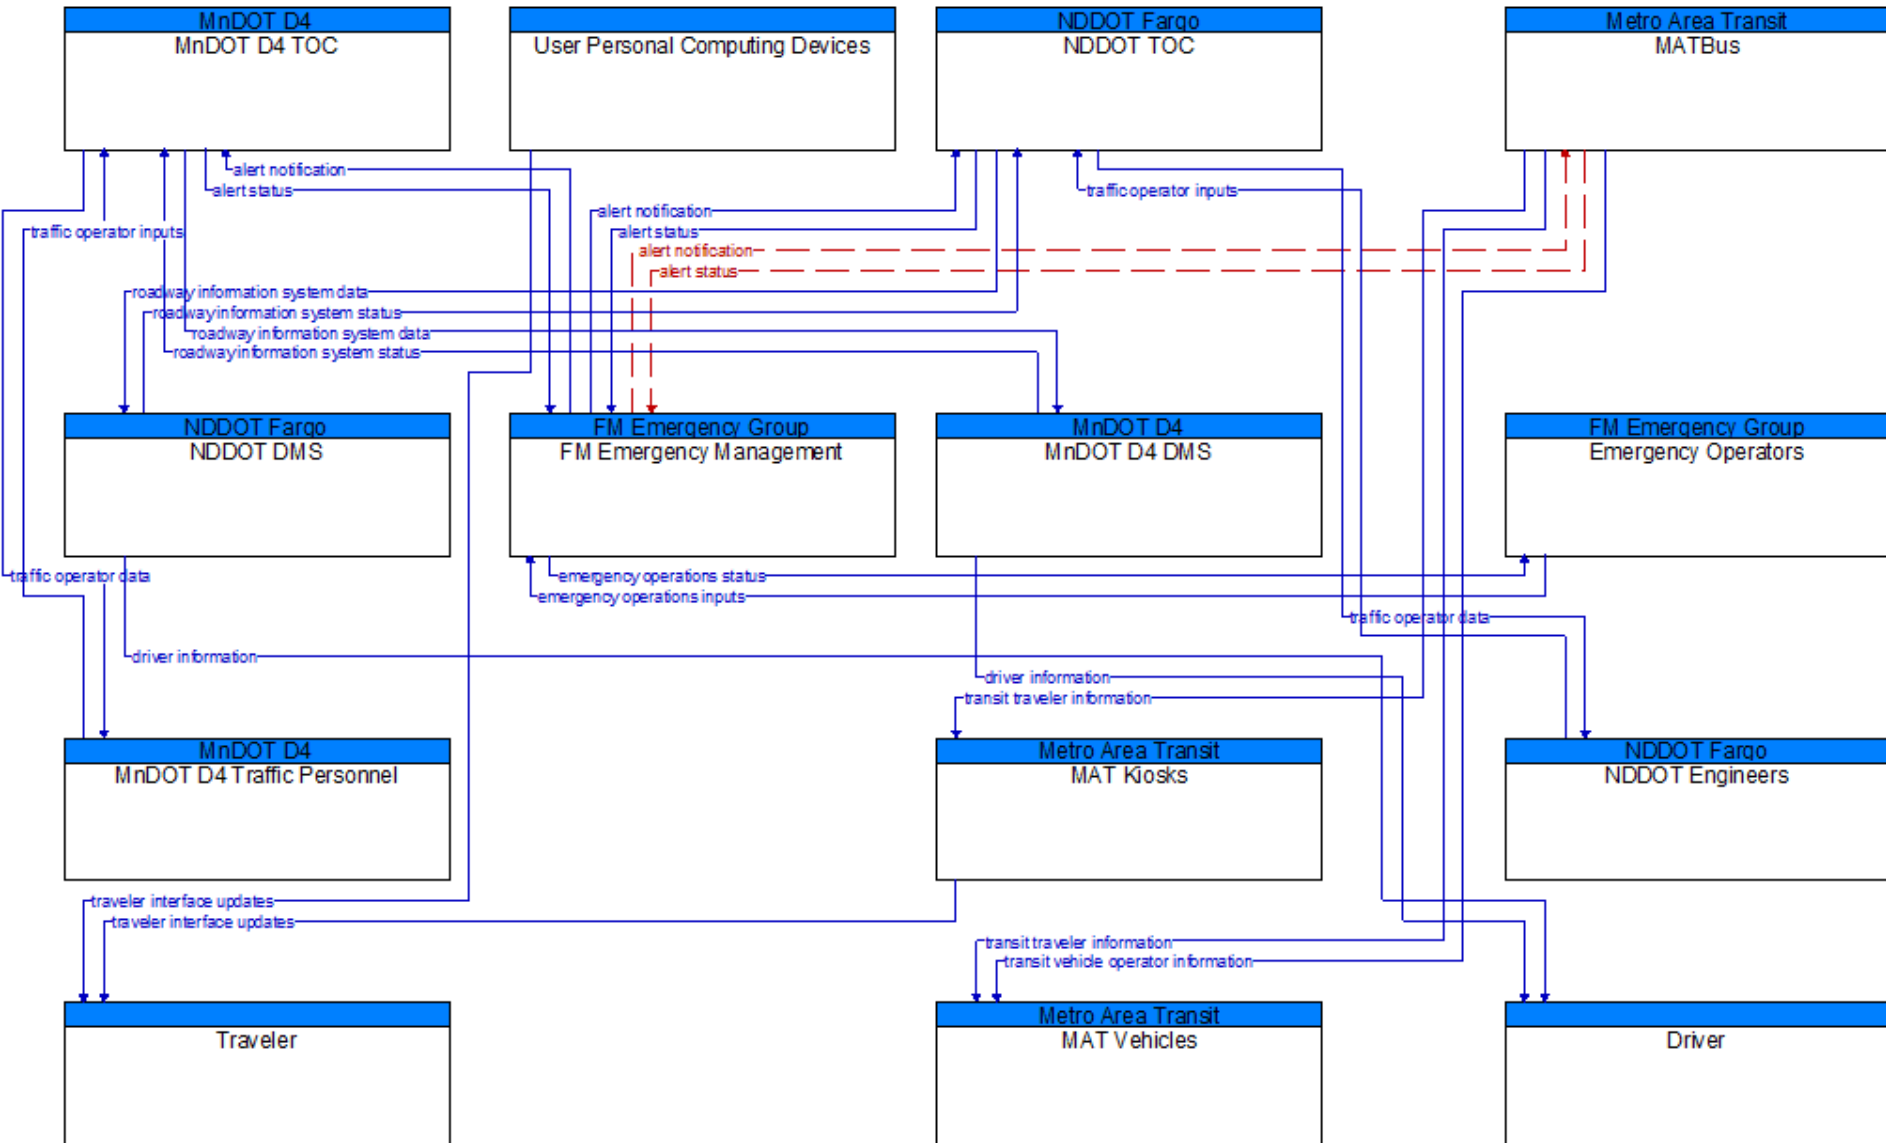 MnDOT D4
MnDOT D4 TOC
User Personal Computing Devices
NDDOT Fargo
NDDOT TOC
Metro Area Transit
MATBus
alert notification
alert status
traffic operator inputs
alert notification
traffic operator inputs
alert status
alert notification
alert status
roadway information system data
roadway information system status
roadway information system data
roadway information system status
NDDOT Fargo
NDDOT DMS
FM Emergency Group
FM Emergency Management
MnDOT D4
MnDOT D4 DMS
FM Emergency Group
Emergency Operators
traffic operator data
emergency operations status
emergency operations inputs
traffic operator data
driver information
driver information
transit traveler information
MnDOT D4
MnDOT D4 Traffic Personnel
Metro Area Transit
MAT Kiosks
NDDOT Fargo
NDDOT Engineers
traveler interface updates
traveler interface updates
transit traveler information
transit vehicle operator information
Traveler
Metro Area Transit
MAT Vehicles
Driver